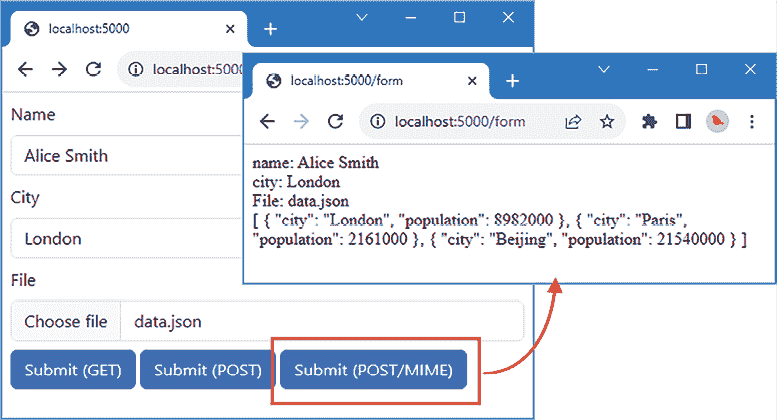 localhost:5000
localhost:5000
Name
Alice Smith
City
London
File
Choose file
data.json
Submit (GET)
Submit (POST)
Submit (POST/MIME)
localhost:5000/form
localhost:5000/form
name: Alice Smith
city: London
File: data.json
[ { "city": "London", "population": 8982000 }, { "city": "Paris",
"population": 2161000 }, { "city": "Beijing", "population": 21540000 } ]